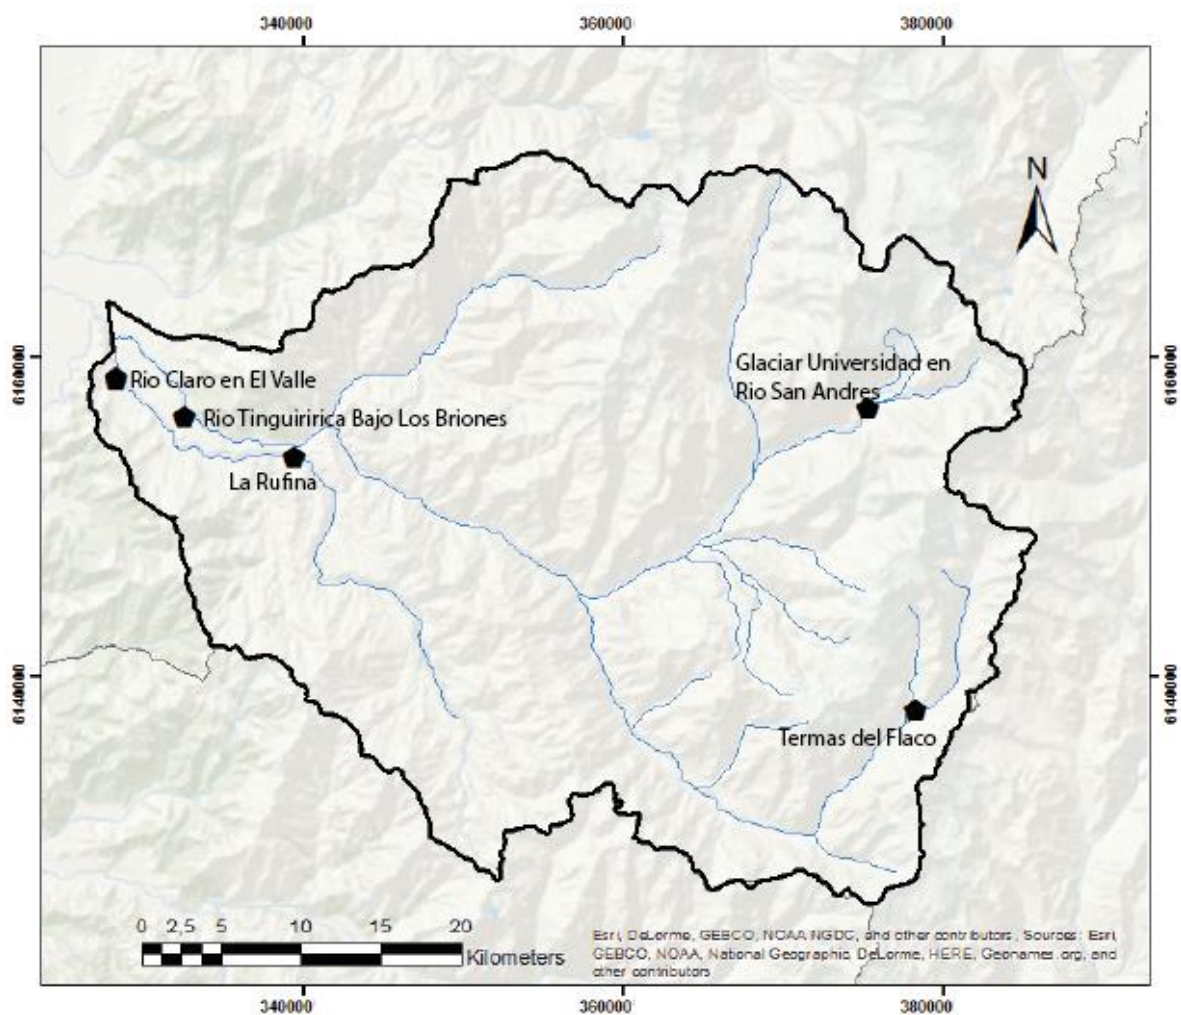 340000 360000 380000
N
6160000 6160000
Glaciar Universidad en
Rio San Andres
Rio Claro en El Valle
Rio Tinguiririca Bajo Los Briones
La Rufina
6140000 6140000
Termas del Flaco
0 2,5 5 10 15 20
Kilometers
Esri, DeLorme, GEBCO, NOAA NGDC, and other contributors, Sources: Esri,
GEBCO, NOAA, National Geographic, DeLorme, HERE, Geonames.org, and
other contributors
340000 360000 380000